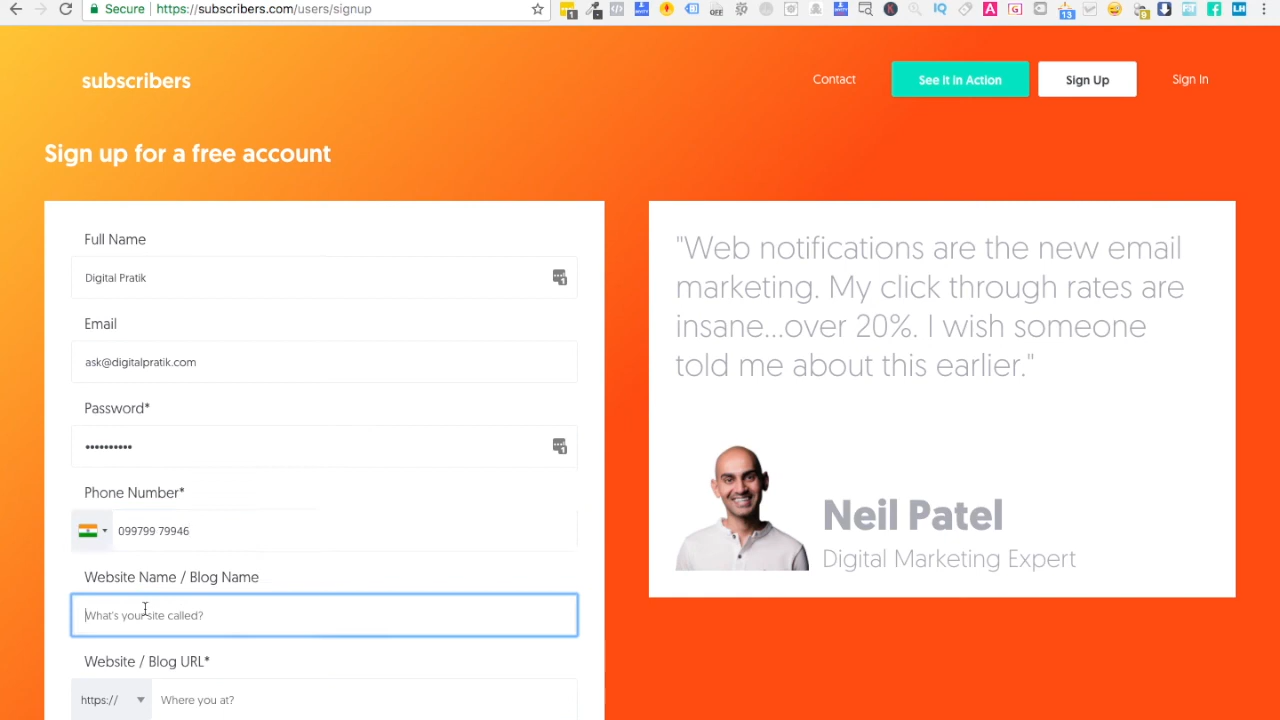 Secure
https://subscribers.com/users/signup
subscribers
Contact
See It In Action
Sign Up
Sign In
Sign up for a free account
Full Name
Digital Pratik
Email
ask@digitalpratik.com
Password*
••••••••••
Phone Number*
099799 79946
Website Name / Blog Name
What's your site called?
Website / Blog URL*
https://
Where you at?
"Web notifications are the new email
marketing. My click through rates are
insane...over 20%. I wish someone
told me about this earlier."
Neil Patel
Digital Marketing Expert